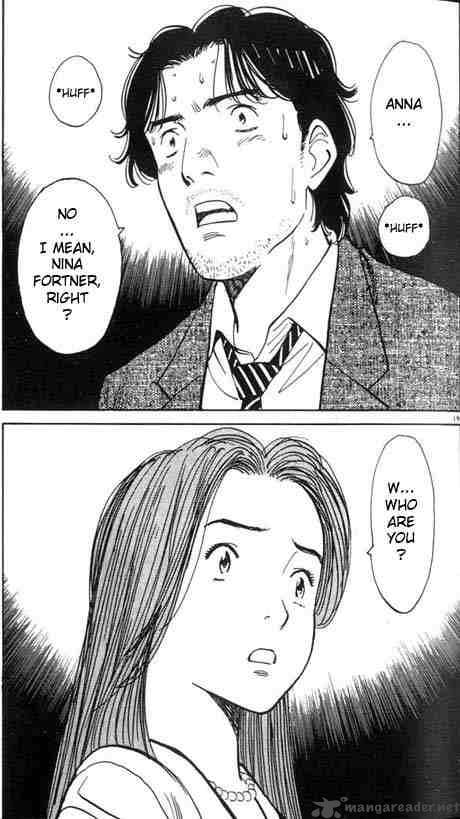 ANNA
...
*HUFF*
*HUFF*
NO
...
I MEAN,
NINA
FORTNER,
RIGHT
?
W...
WHO
ARE
YOU
?
mangareader.net